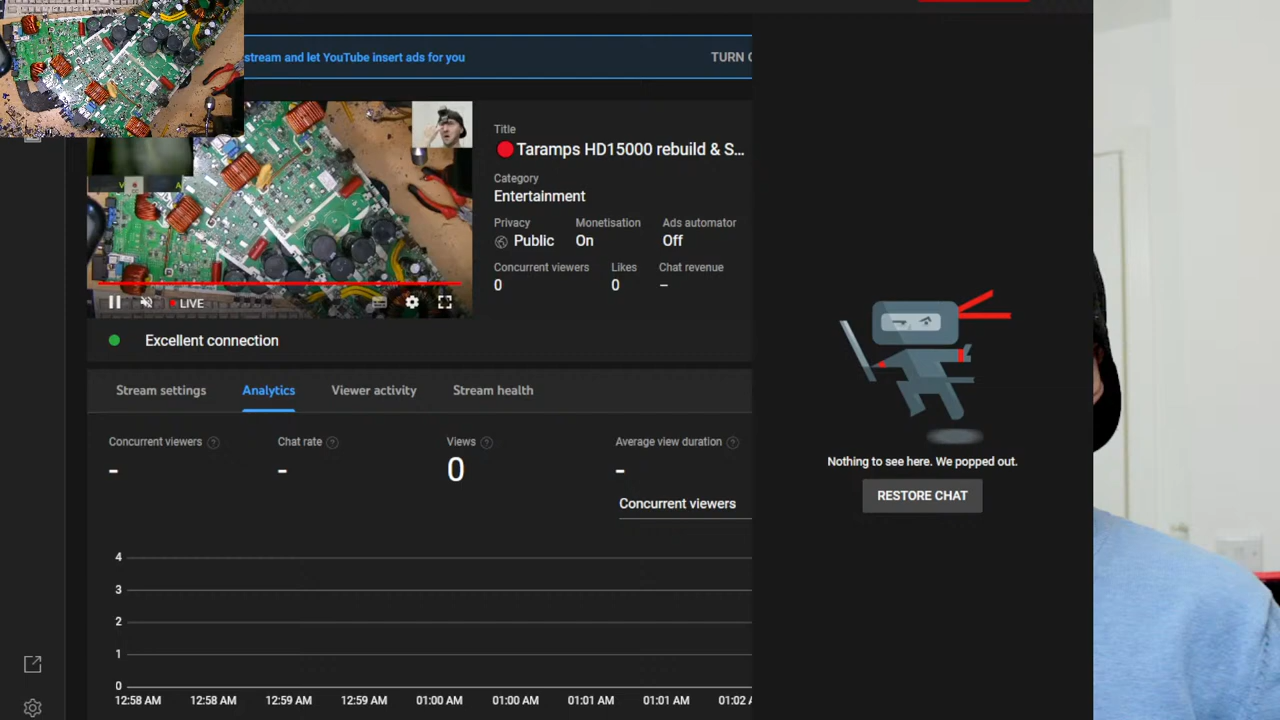 stream and let YouTube insert ads for you
TURN
Title
Taramps HD15000 rebuild & S...
Category
Entertainment
Privacy
Monetisation
Ads automator
Public
On
Off
Concurrent viewers
Likes
Chat revenue
0
0
–
LIVE
Excellent connection
Stream settings
Analytics
Viewer activity
Stream health
Concurrent viewers
Chat rate
Views
Average view duration
-
-
0
-
Concurrent viewers
4
3
2
1
0
12:58 AM
12:58 AM
12:59 AM
12:59 AM
01:00 AM
01:00 AM
01:01 AM
01:01 AM
01:02 A
Nothing to see here. We popped out.
RESTORE CHAT